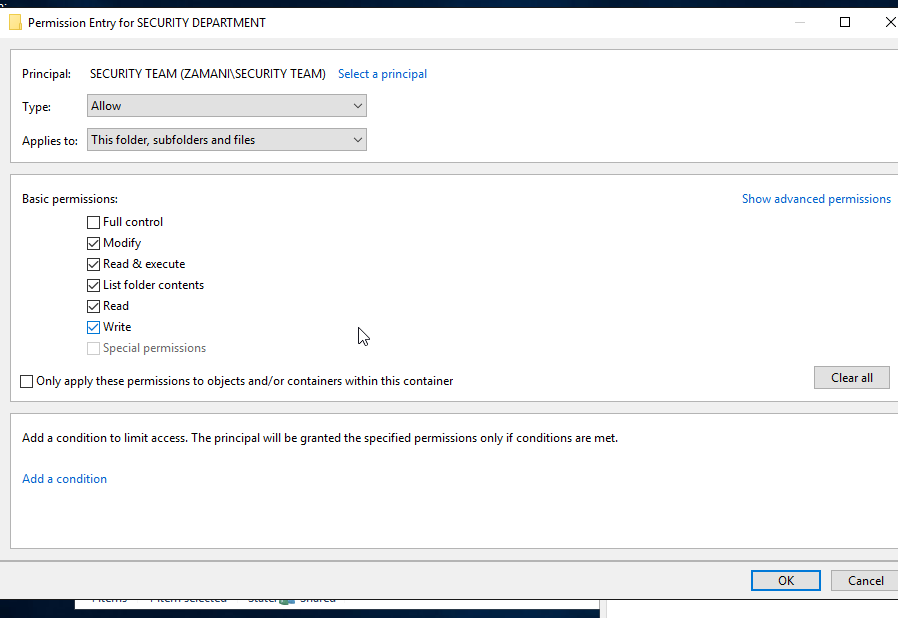 Permission Entry for SECURITY DEPARTMENT
Principal: SECURITY TEAM (ZAMANI\SECURITY TEAM) Select a principal
Type: Allow
Applies to: This folder, subfolders and files
Basic permissions: Show advanced permissions
Full control
Modify
Read & execute
List folder contents
Read
Write
Special permissions
Only apply these permissions to objects and/or containers within this container
Clear all
Add a condition to limit access. The principal will be granted the specified permissions only if conditions are met.
Add a condition
OK Cancel